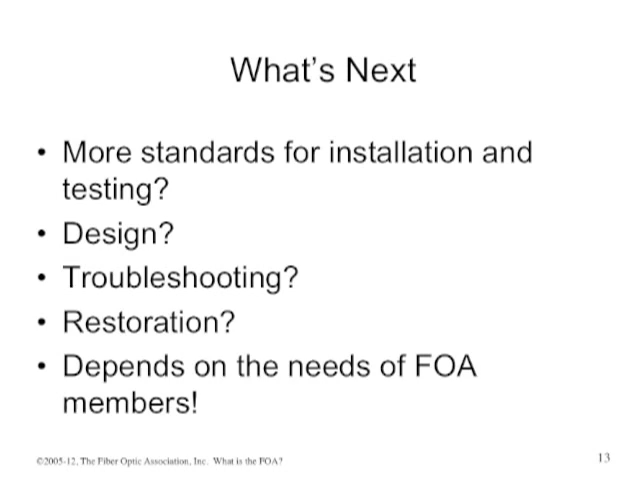 What’s Next
• More standards for installation and
testing?
• Design?
• Troubleshooting?
• Restoration?
• Depends on the needs of FOA
members!
©2005-12, The Fiber Optic Association, Inc. What is the FOA?
13